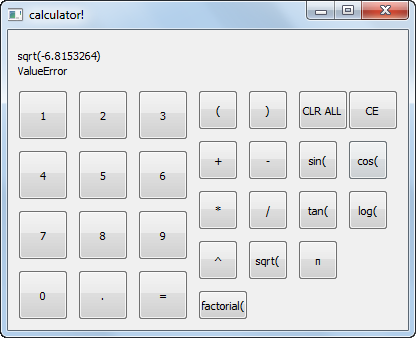 calculator!
sqrt(-6.8153264)
ValueError
1 2 3 ( ) CLR ALL CE
4 5 6 + - sin( cos(
7 8 9 * / tan( log(
0 . = ^ sqrt( π
factorial(